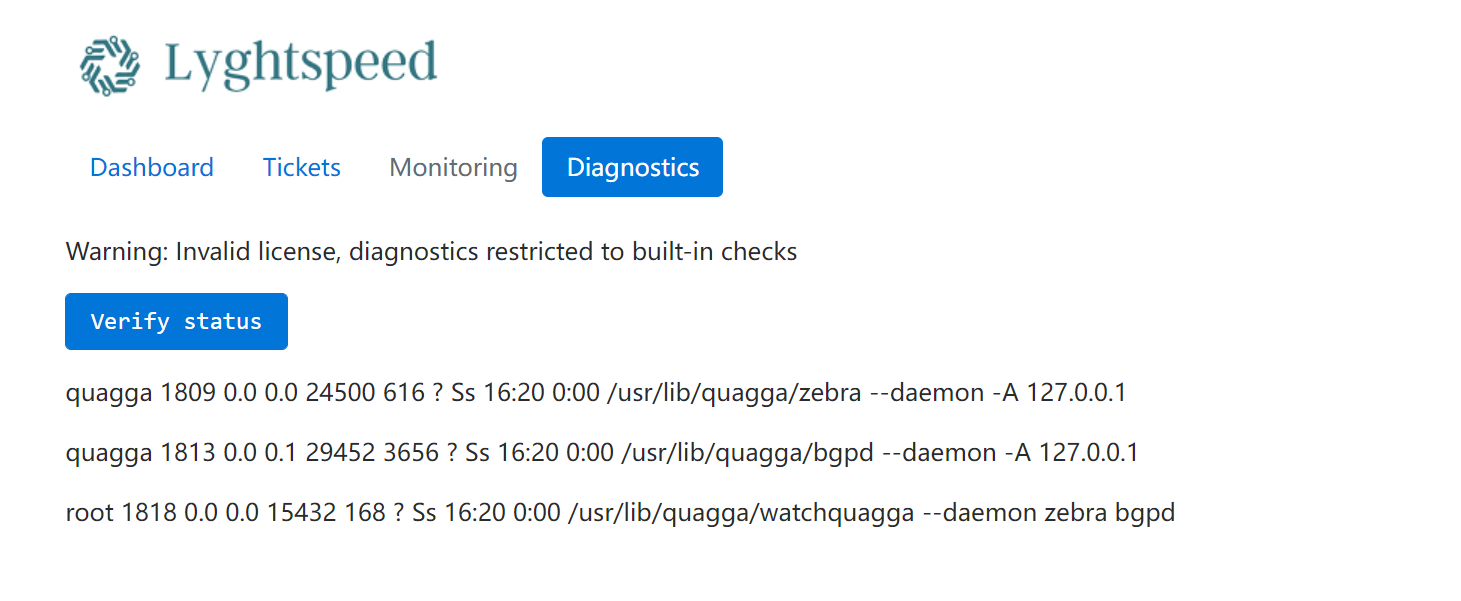 Lyghtspeed
Dashboard Tickets Monitoring Diagnostics
Warning: Invalid license, diagnostics restricted to built-in checks
Verify status
quagga 1809 0.0 0.0 24500 616 ? Ss 16:20 0:00 /usr/lib/quagga/zebra --daemon -A 127.0.0.1
quagga 1813 0.0 0.1 29452 3656 ? Ss 16:20 0:00 /usr/lib/quagga/bgpd --daemon -A 127.0.0.1
root 1818 0.0 0.0 15432 168 ? Ss 16:20 0:00 /usr/lib/quagga/watchquagga --daemon zebra bgpd